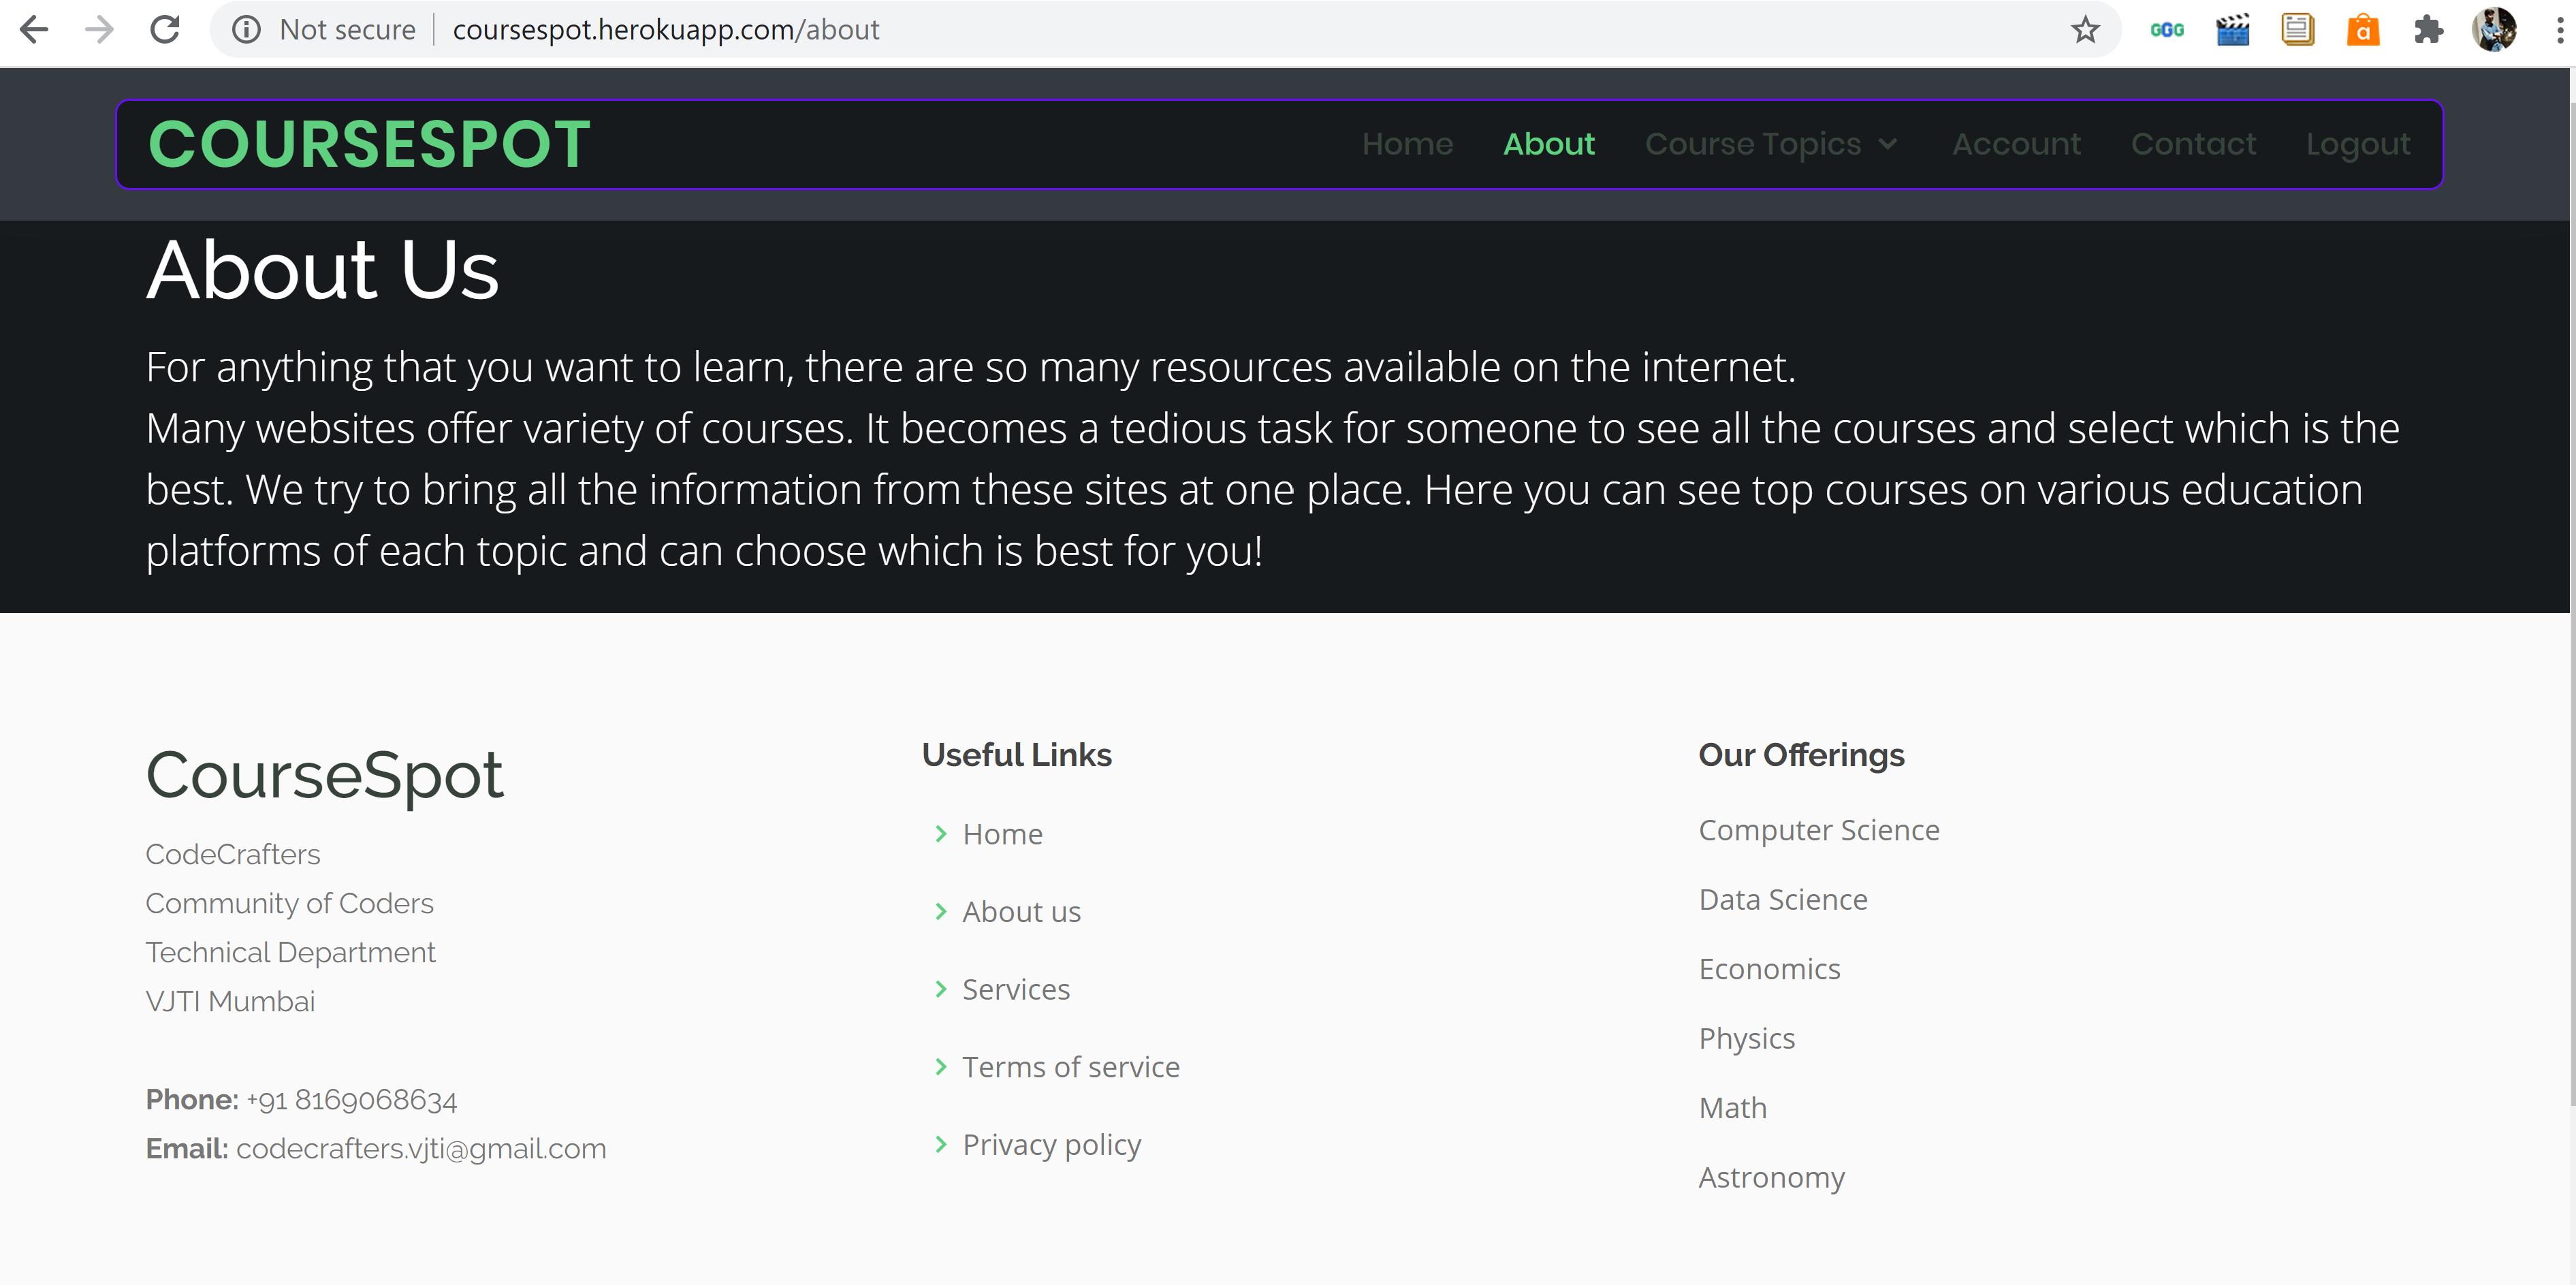 Not secure coursespot.herokuapp.com/about
GGG
a
COURSESPOT Home About Course Topics Account Contact Logout
About Us
For anything that you want to learn, there are so many resources available on the internet.
Many websites offer variety of courses. It becomes a tedious task for someone to see all the courses and select which is the
best. We try to bring all the information from these sites at one place. Here you can see top courses on various education
platforms of each topic and can choose which is best for you!
CourseSpot
CodeCrafters
Community of Coders
Technical Department
VJTI Mumbai
Phone: +91 8169068634
Email: codecrafters.vjti@gmail.com
Useful Links
Home
About us
Services
Terms of service
Privacy policy
Our Offerings
Computer Science
Data Science
Economics
Physics
Math
Astronomy